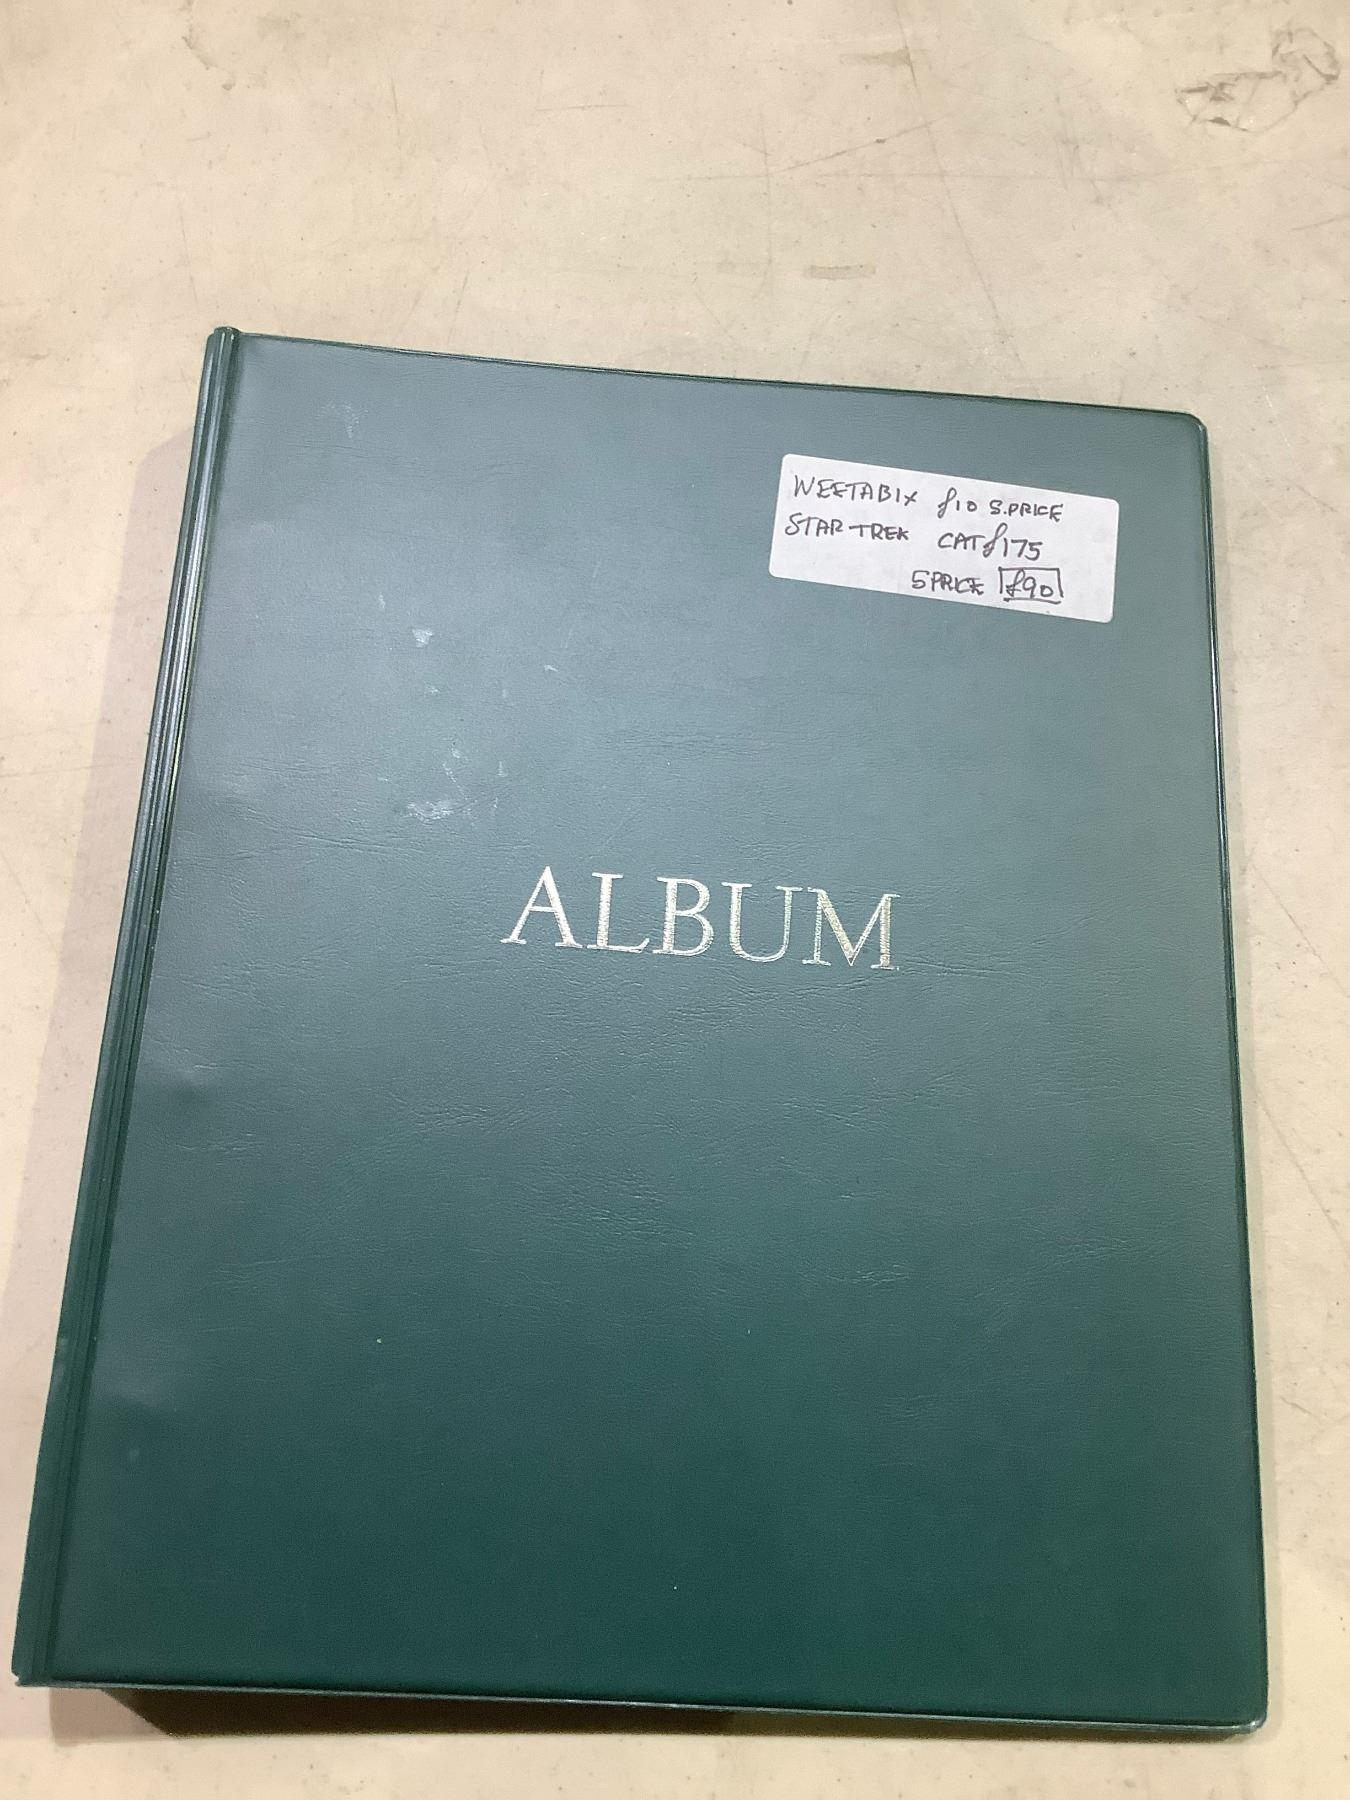 WEETABIX £10 S.PRICE
STAR TREK CAT £175
S PRICE £90
ALBUM